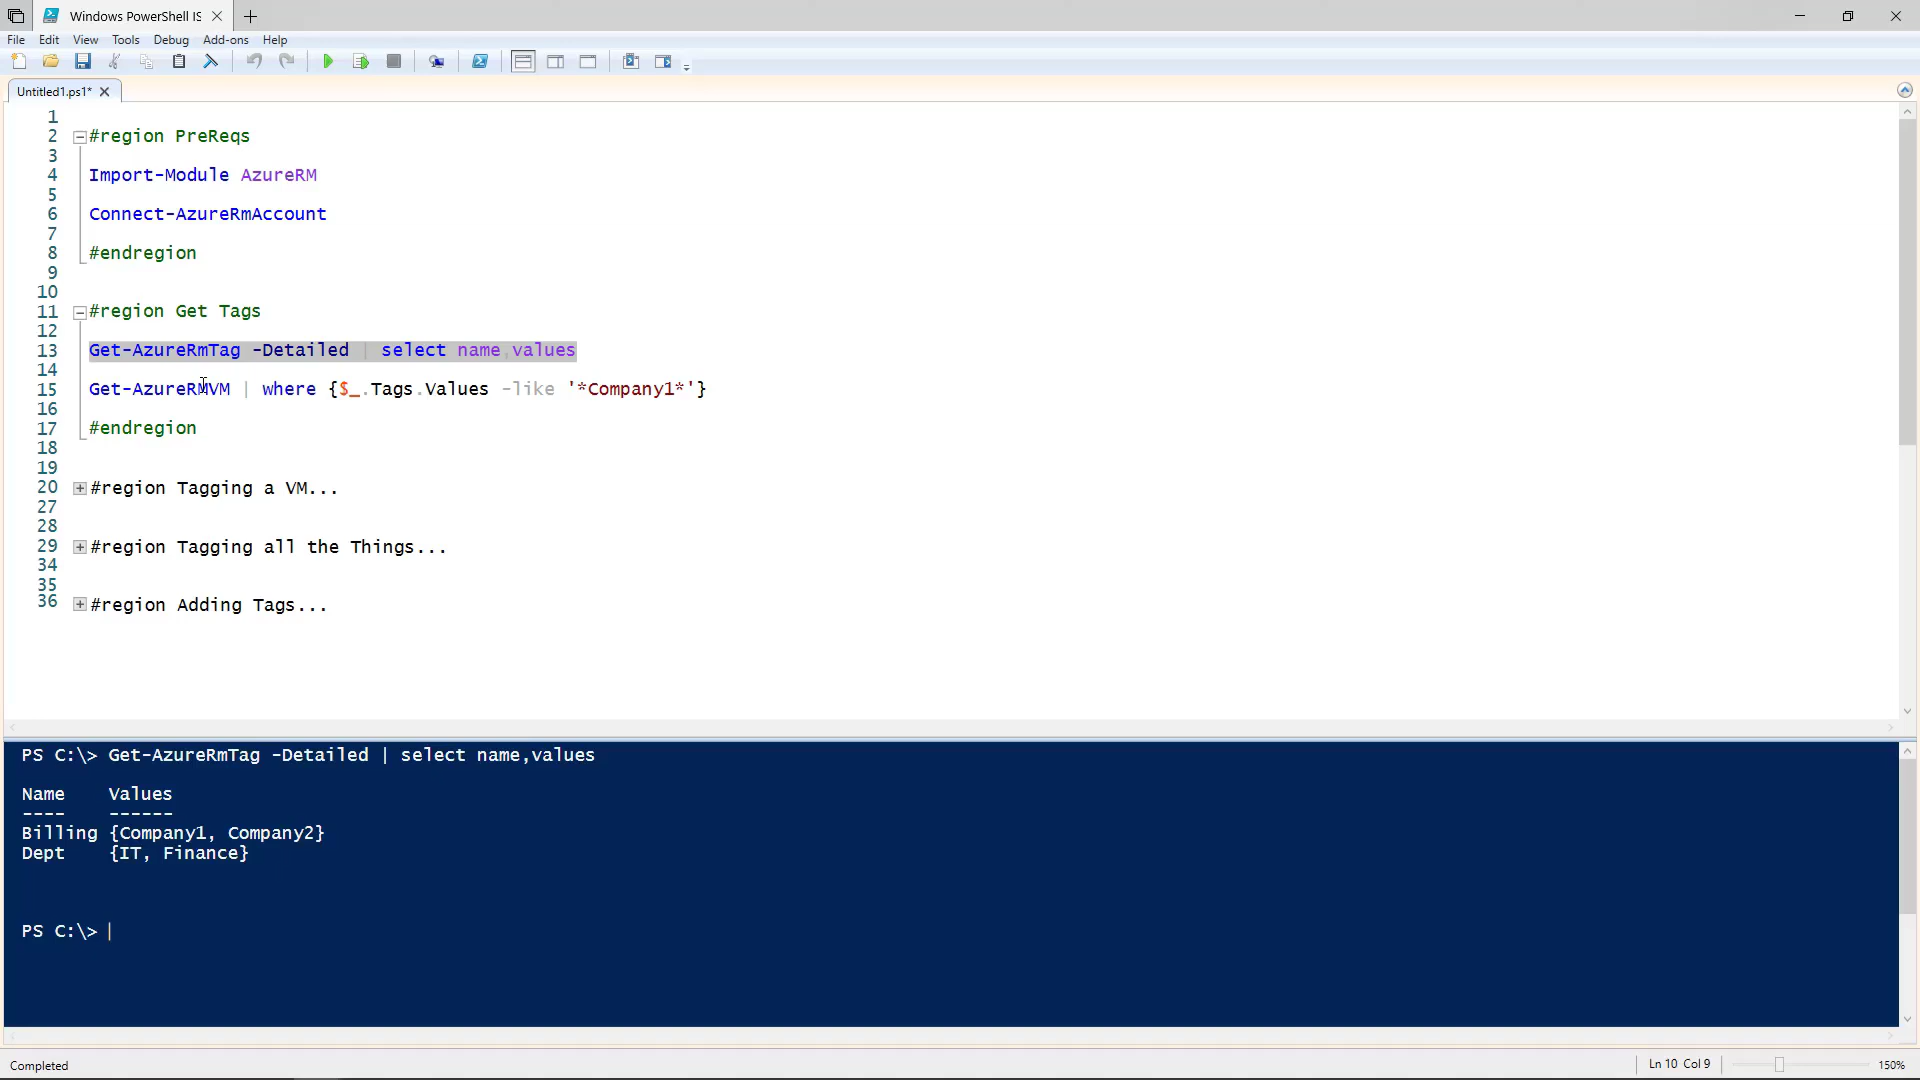 Windows PowerShell IS
File Edit View Tools Debug Add-ons Help
Untitled1.ps1*
1
2 #region PreReqs
3
4 Import-Module AzureRM
5
6 Connect-AzureRmAccount
7
8 #endregion
9
10
11 #region Get Tags
12
13 Get-AzureRmTag -Detailed | select name,values
14
15 Get-AzureRMVM | where {$_.Tags.Values -like '*Company1*'}
16
17 #endregion
18
19
20 #region Tagging a VM...
27
28
29 #region Tagging all the Things...
34
35
36 #region Adding Tags...
PS C:\> Get-AzureRmTag -Detailed | select name,values
Name Values
---- ------
Billing {Company1, Company2}
Dept {IT, Finance}
PS C:\>
Completed
Ln 10 Col 9
150%